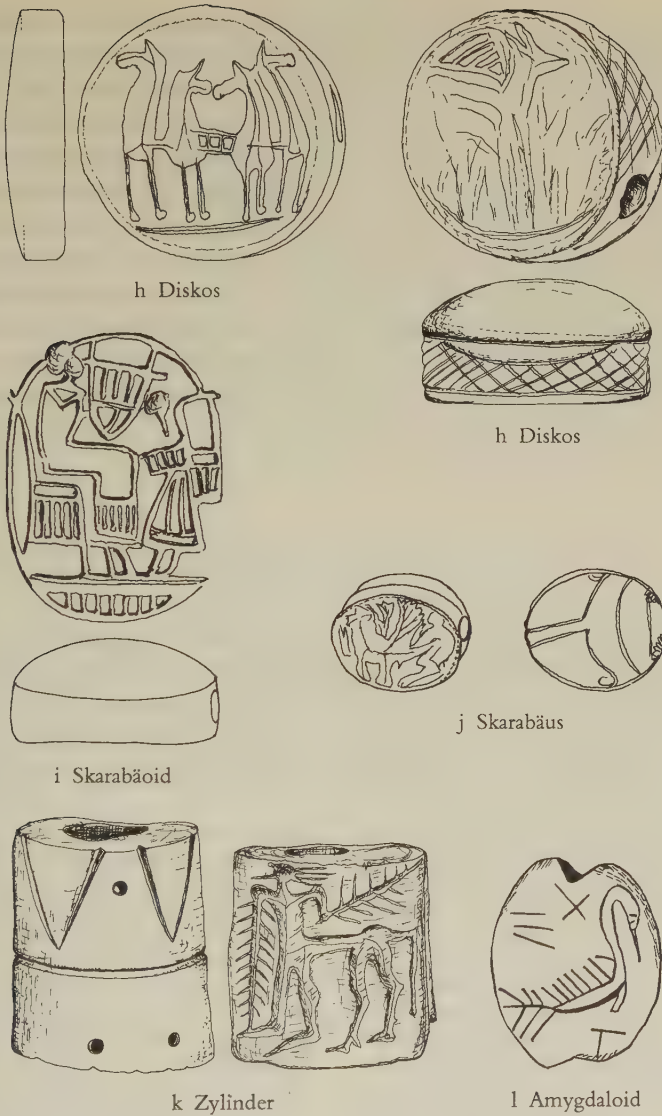 h Diskos
h Diskos
i Skarabäoid
j Skarabäus
k Zylinder
l Amygdaloid